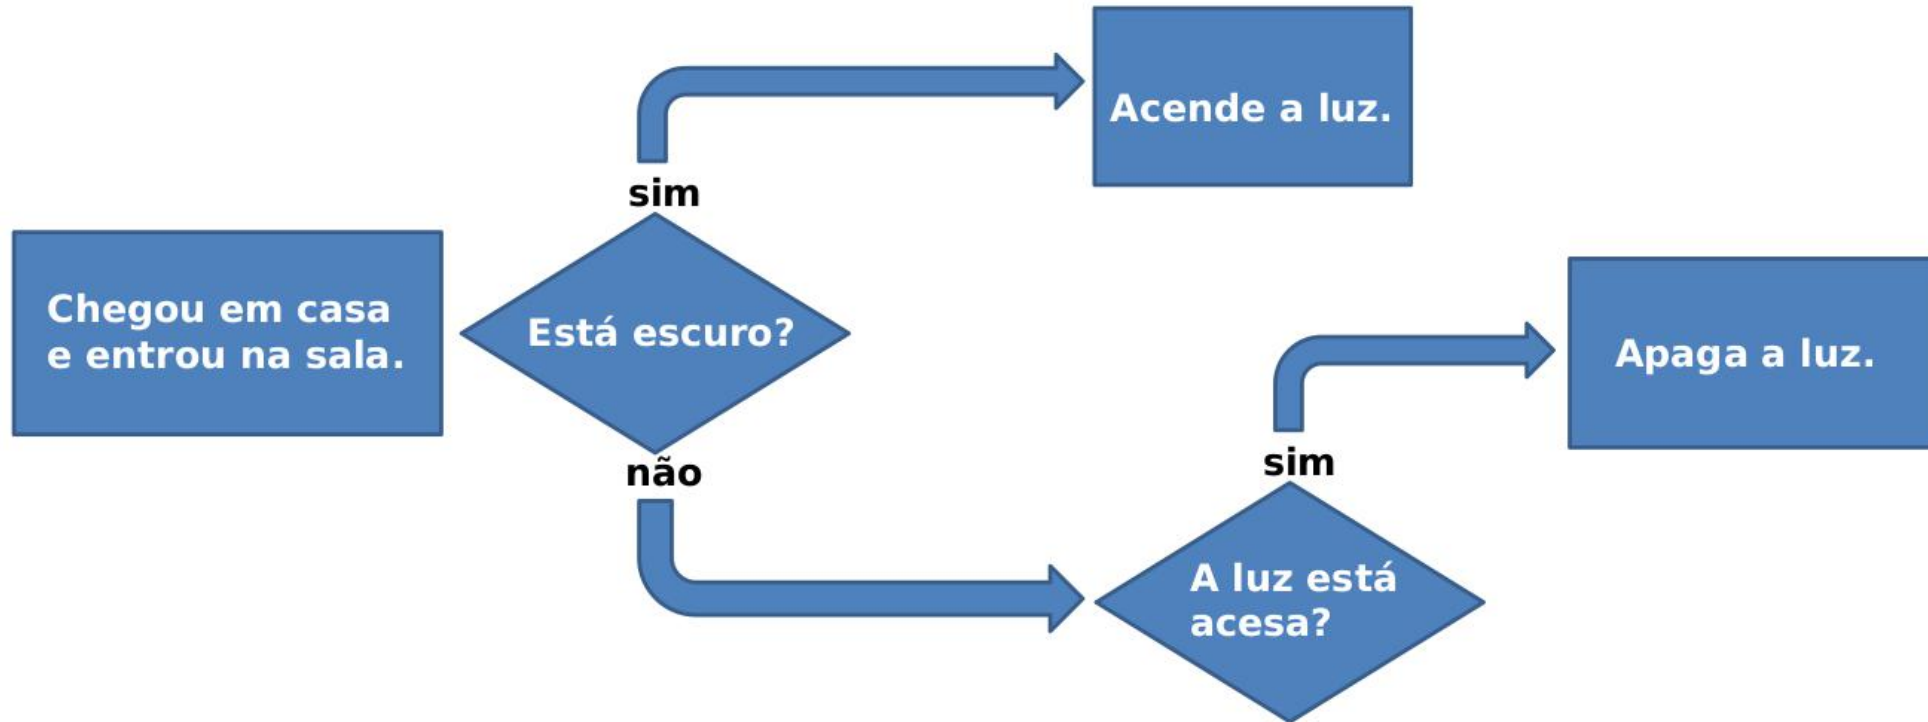 Chegou em casa
e entrou na sala.
Está escuro?
sim
Acende a luz.
não
A luz está
acesa?
sim
Apaga a luz.